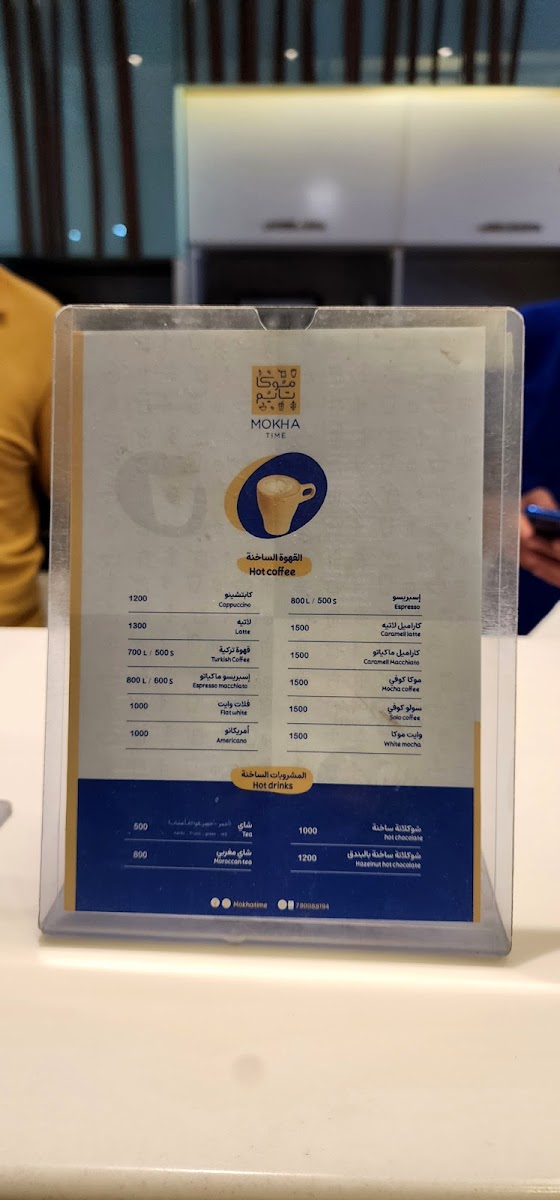 موكا
تايم
MOKHA
TIME
القهوة الساخنة
Hot coffee
إسبريسو
800 L / 500 S
Espresso
كراميل لاتيه
1500
Caramell latte
كاراميل ماكياتو
1500
Caramell Macchiato
موكا كوفي
1500
Mocha coffee
سولو كوفي
1500
Solo coffee
وايت موكا
1500
White mocha
كابتشينو
1200
Cappuccino
لاتيه
1300
Latte
قهوة تركية
700 L / 500 S
Turkish Coffee
إسبريسو ماكياتو
800 L / 600 S
Espresso macchiato
فلات وايت
1000
Flat white
أمريكانو
1000
Americano
المشروبات الساخنة
Hot drinks
شوكلاتة ساخنة
1000
hot chocolate
شوكلاتة ساخنة بالبندق
1200
Hazelnut hot chocolate
شاي
500
Tea
شاي مغربي
800
Moroccan tea
Mokhatime